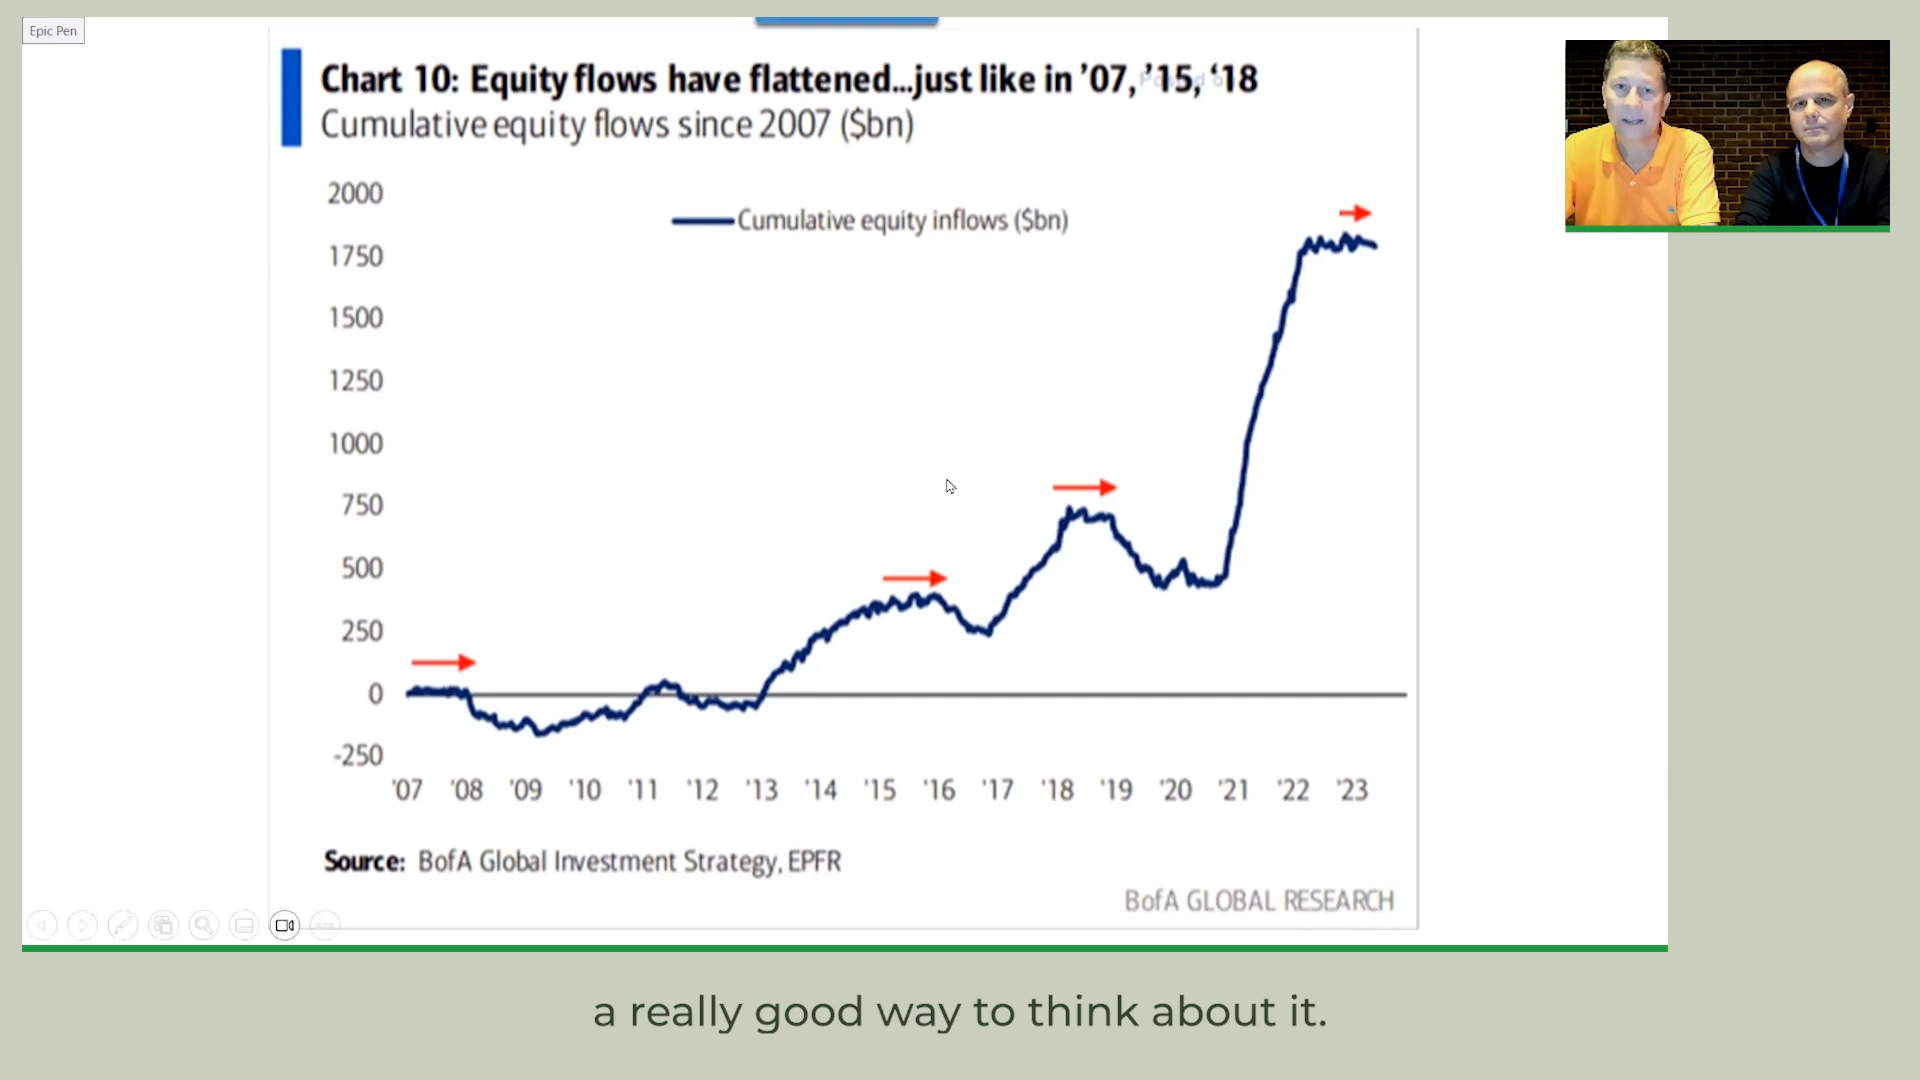 Epic Pen
Chart 10: Equity flows have flattened...just like in ’07, ’15, ‘18
Cumulative equity flows since 2007 ($bn)
2000
Cumulative equity inflows ($bn)
1750
1500
1250
1000
750
500
250
0
-250
'07 '08 '09 '10 '11 '12 '13 '14 '15 '16 '17 '18 '19 '20 '21 '22 '23
Source: BofA Global Investment Strategy, EPFR
BofA GLOBAL RESEARCH
a really good way to think about it.